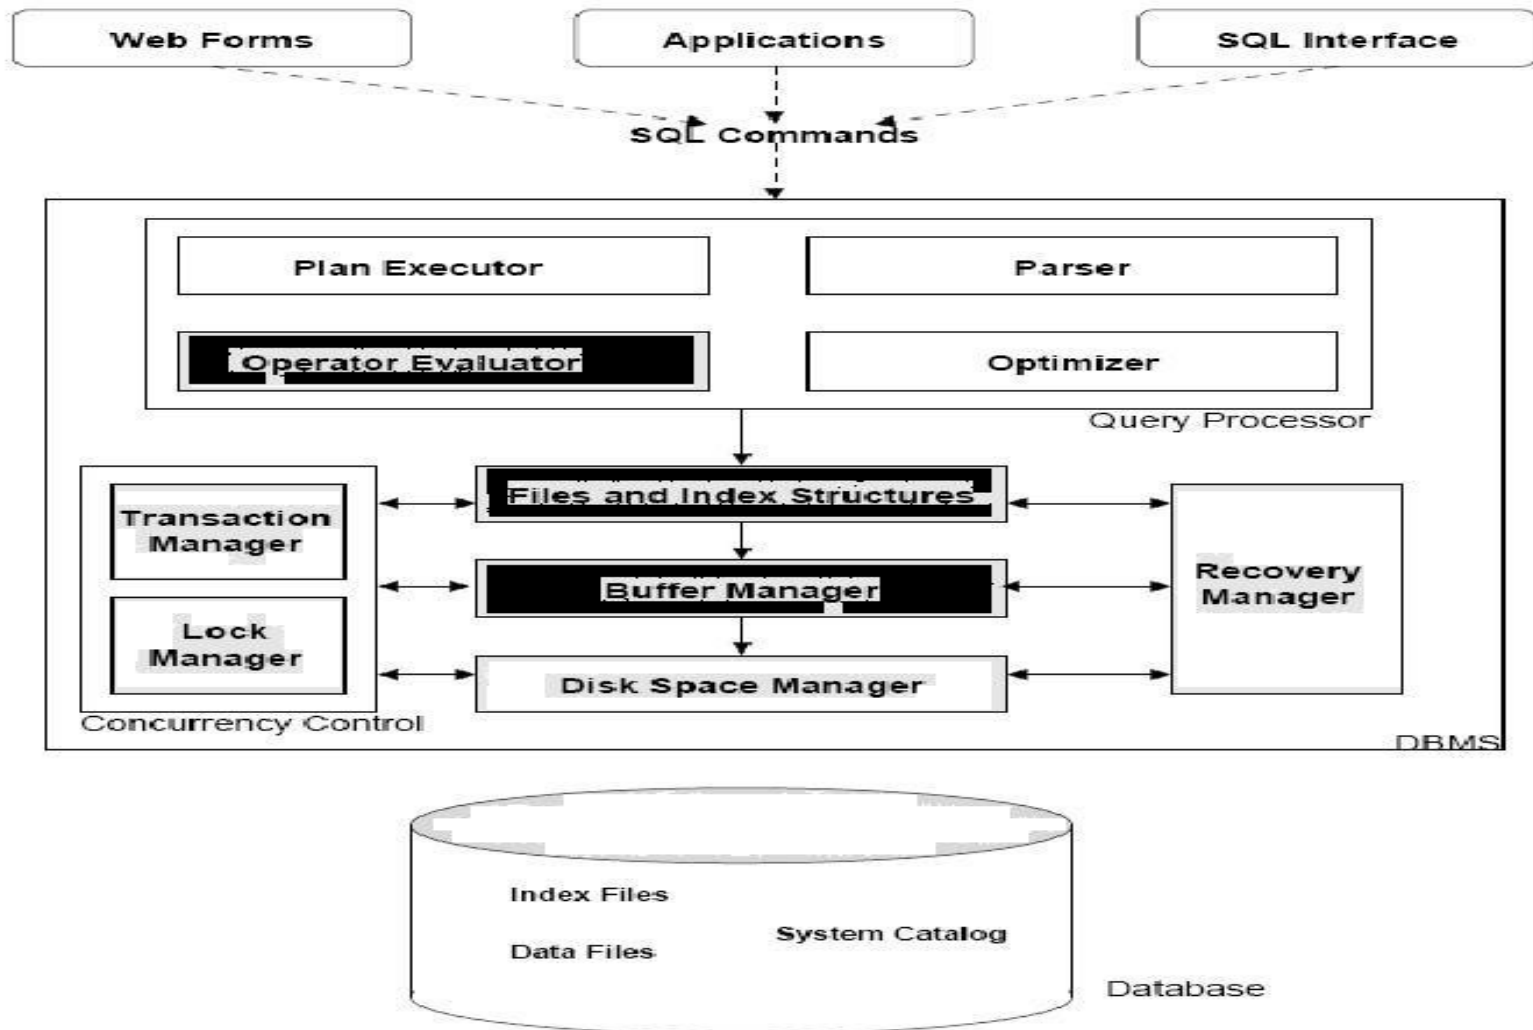 Web Forms
Applications
SQL Interface
SQL Commands
Plan Executor
Parser
Operator Evaluator
Optimizer
Query Processor
Files and Index Structures
Transaction
Manager
Buffer Manager
Recovery
Manager
Lock
Manager
Disk Space Manager
Concurrency Control
DBMS
Index Files
System Catalog
Data Files
Database